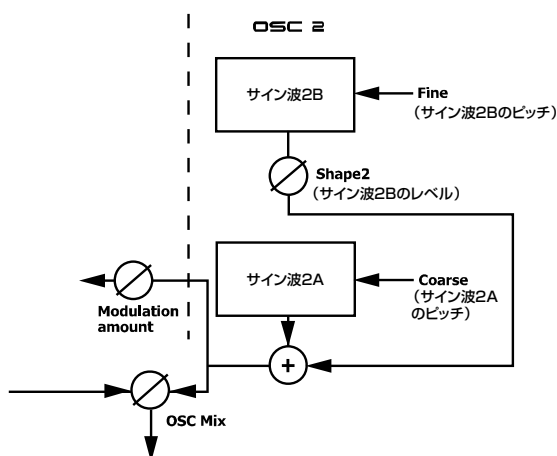 OSC 2
サイン波2B
Fine
（サイン波2Bのピッチ）
Shape2
（サイン波2Bのレベル）
サイン波2A
Coarse
（サイン波2A
のピッチ）
Modulation
amount
+
OSC Mix